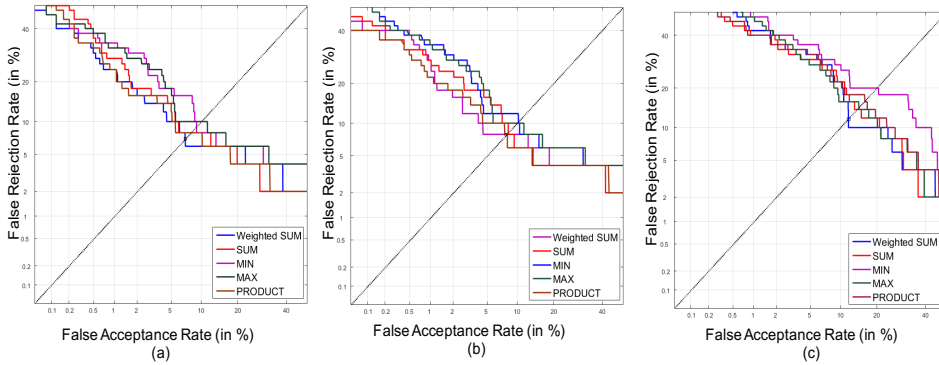 False Rejection Rate (in %)
40
20
10
5
2
1
0.5
0.2
0.1
0.1 0.2 0.5 1 2 5 10 20 40
Weighted SUM
SUM
MIN
MAX
PRODUCT
False Acceptance Rate (in %)
(a)
False Rejection Rate (in %)
40
20
10
5
2
1
0.5
0.2
0.1
0.1 0.2 0.5 1 2 5 10 20 40
Weighted SUM
SUM
MIN
MAX
PRODUCT
False Acceptance Rate (in %)
(b)
False Rejection Rate (in %)
40
20
10
5
2
1
0.5
0.2
0.1
0.1 0.2 0.5 1 2 5 10 20 40
Weighted SUM
SUM
MIN
MAX
PRODUCT
False Acceptance Rate (in %)
(c)